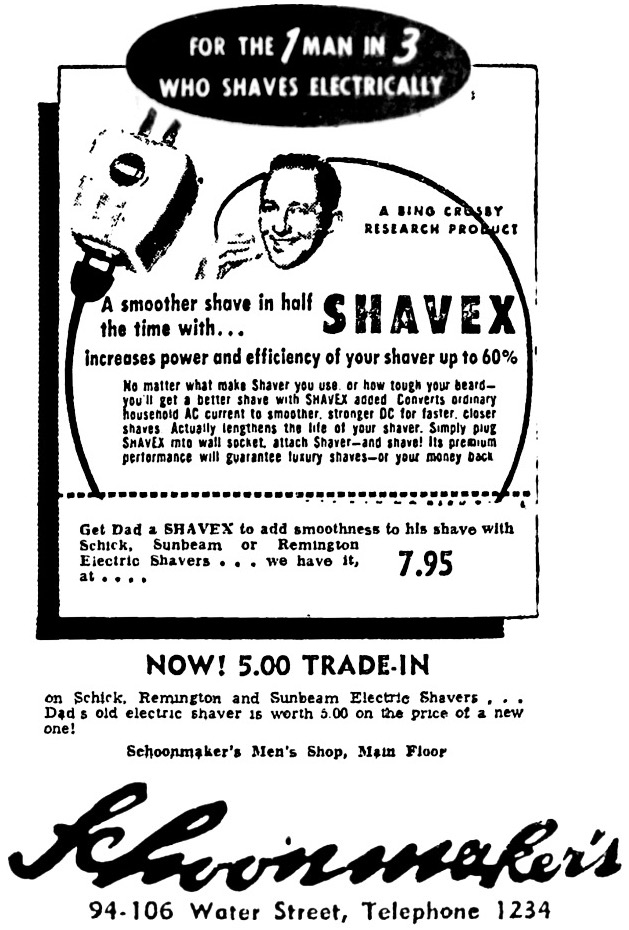 FOR THE 1 MAN IN 3
WHO SHAVES ELECTRICALLY
A BING CROSBY
RESEARCH PRODUCT
A smoother shave in half
the time with...
SHAVEX
increases power and efficiency of your shaver up to 60%
No matter what make Shaver you use, or how tough your beard—
you'll get a better shave with SHAVEX added. Converts ordinary
household AC current to smoother, stronger DC for faster, closer
shaves. Actually lengthens the life of your shaver. Simply plug
SHAVEX into wall socket, attach Shaver—and shave! Its premium
performance will guarantee luxury shaves—or your money back
Get Dad a SHAVEX to add smoothness to his shave with
Schick, Sunbeam or Remington
Electric Shavers . . . we have it,
at . . . .
7.95
NOW! 5.00 TRADE-IN
on Schick, Remington and Sunbeam Electric Shavers . . .
Dad's old electric shaver is worth 5.00 on the price of a new
one!
Schoonmaker's Men's Shop, Main Floor
Schoonmaker's
94-106 Water Street, Telephone 1234